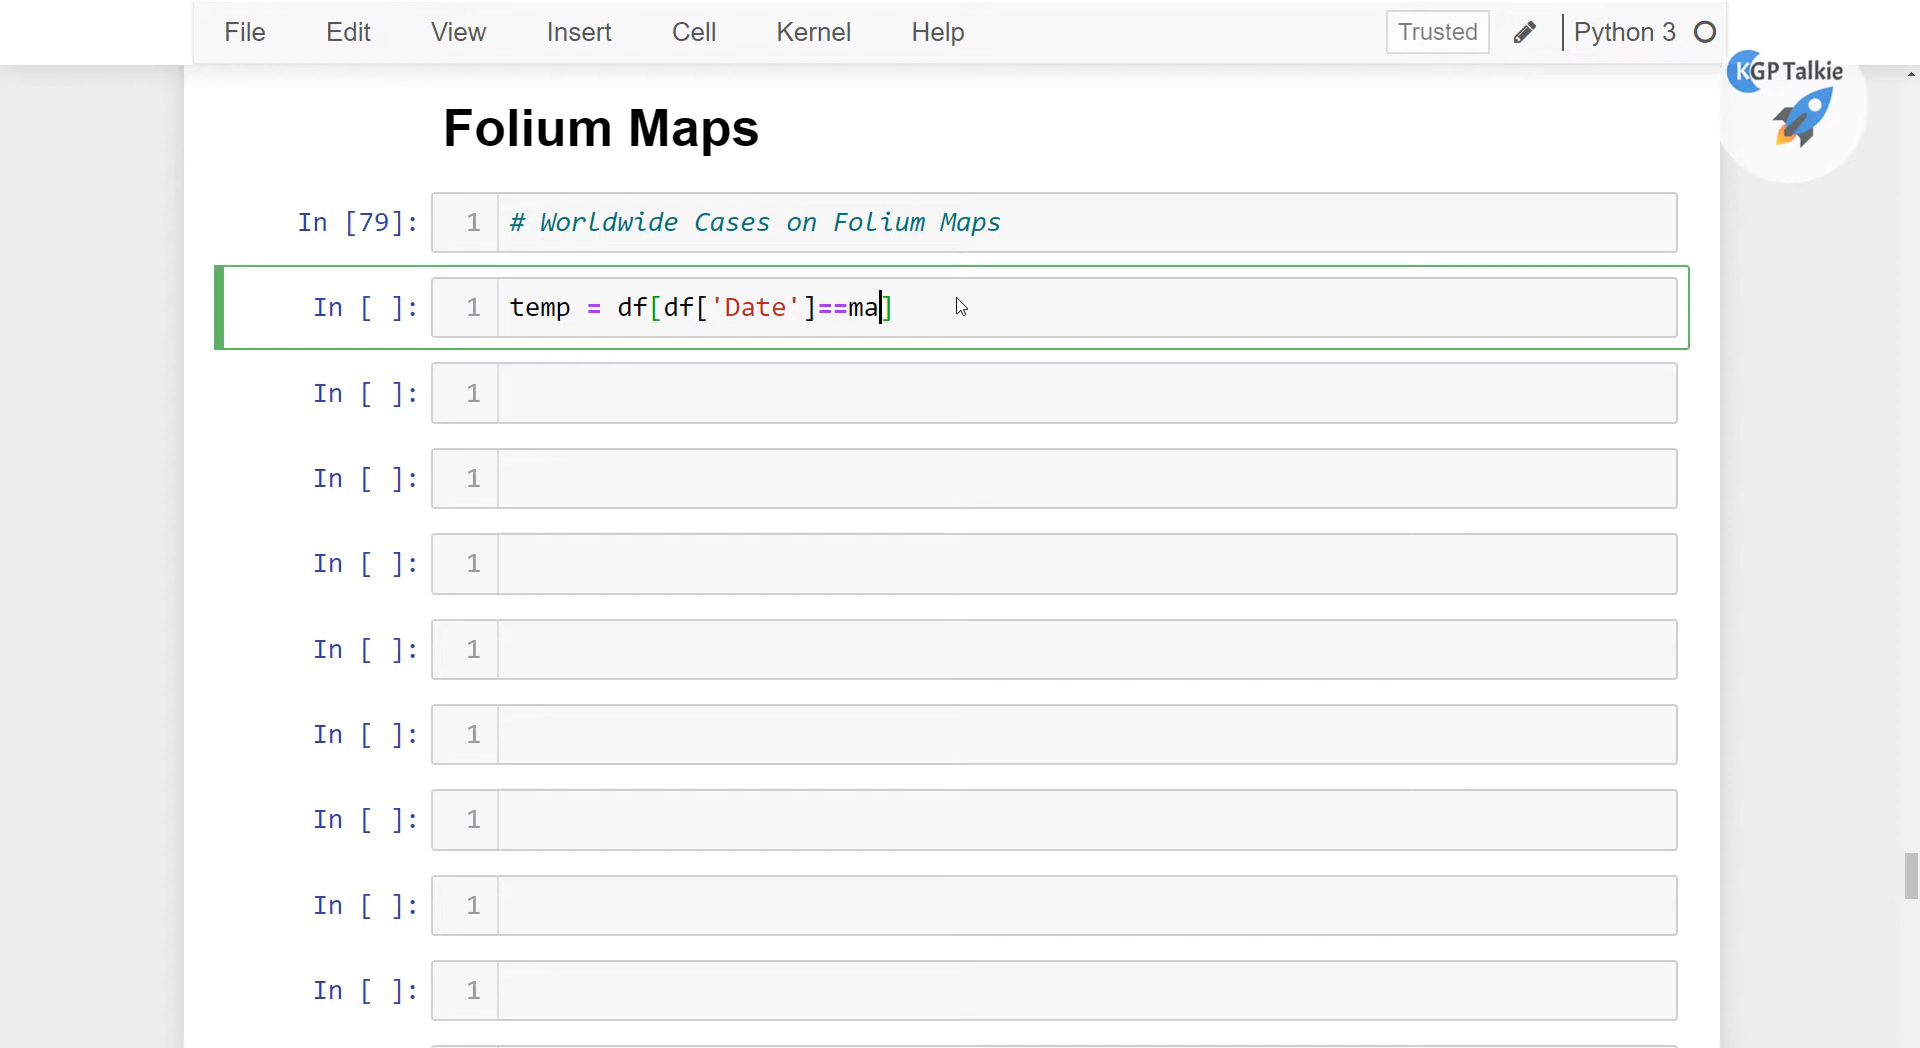 File Edit View Insert Cell Kernel Help Trusted Python 3
KGP Talkie
Folium Maps
In [79]: 1 # Worldwide Cases on Folium Maps
In [ ]: 1 temp = df[df['Date']==ma]
In [ ]: 1
In [ ]: 1
In [ ]: 1
In [ ]: 1
In [ ]: 1
In [ ]: 1
In [ ]: 1
In [ ]: 1